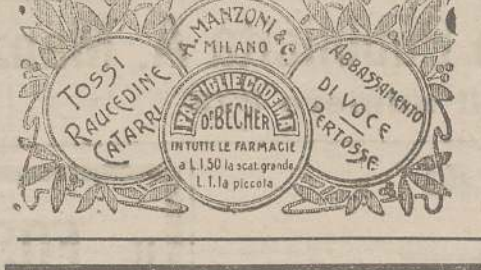 A. MANZONI & C.
MILANO
TOSSI
RAUCEDINE
CATARRI
PASTIGLIE CODEINA
Dr. BECHER
IN TUTTE LE FARMACIE
a L.1,50 la scat. grande
L. 1. la piccola
ABBASSAMENTO
DI VOCE
PERTOSSE